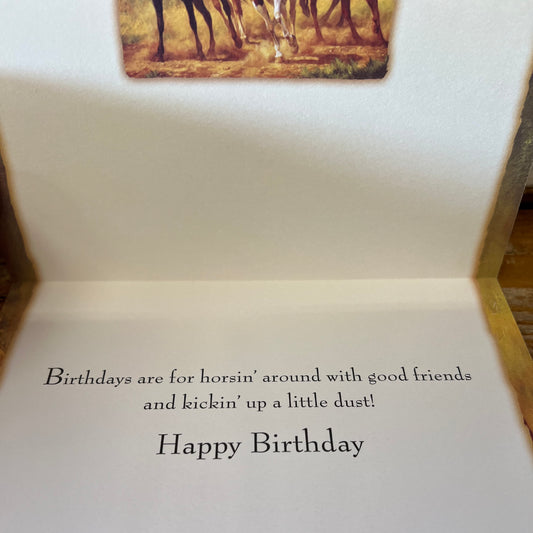 Birthdays are for horsin' around with good friends
and kickin' up a little dust!
Happy Birthday